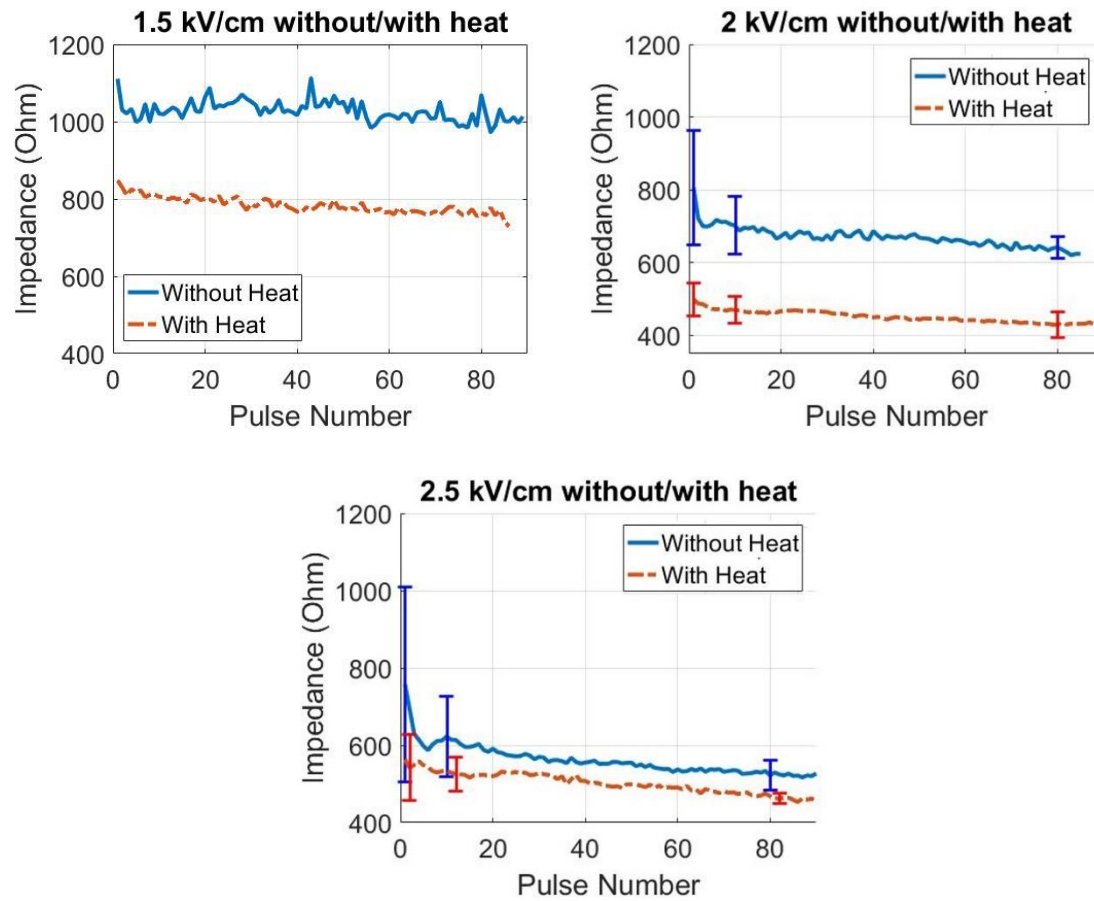 1.5 kV/cm without/with heat
1200
1000
800
600
400
Impedance (Ohm)
Without Heat
With Heat
0 20 40 60 80
Pulse Number
2 kV/cm without/with heat
1200
1000
800
600
400
Impedance (Ohm)
Without Heat
With Heat
0 20 40 60 80
Pulse Number
2.5 kV/cm without/with heat
1200
1000
800
600
400
Impedance (Ohm)
Without Heat
With Heat
0 20 40 60 80
Pulse Number